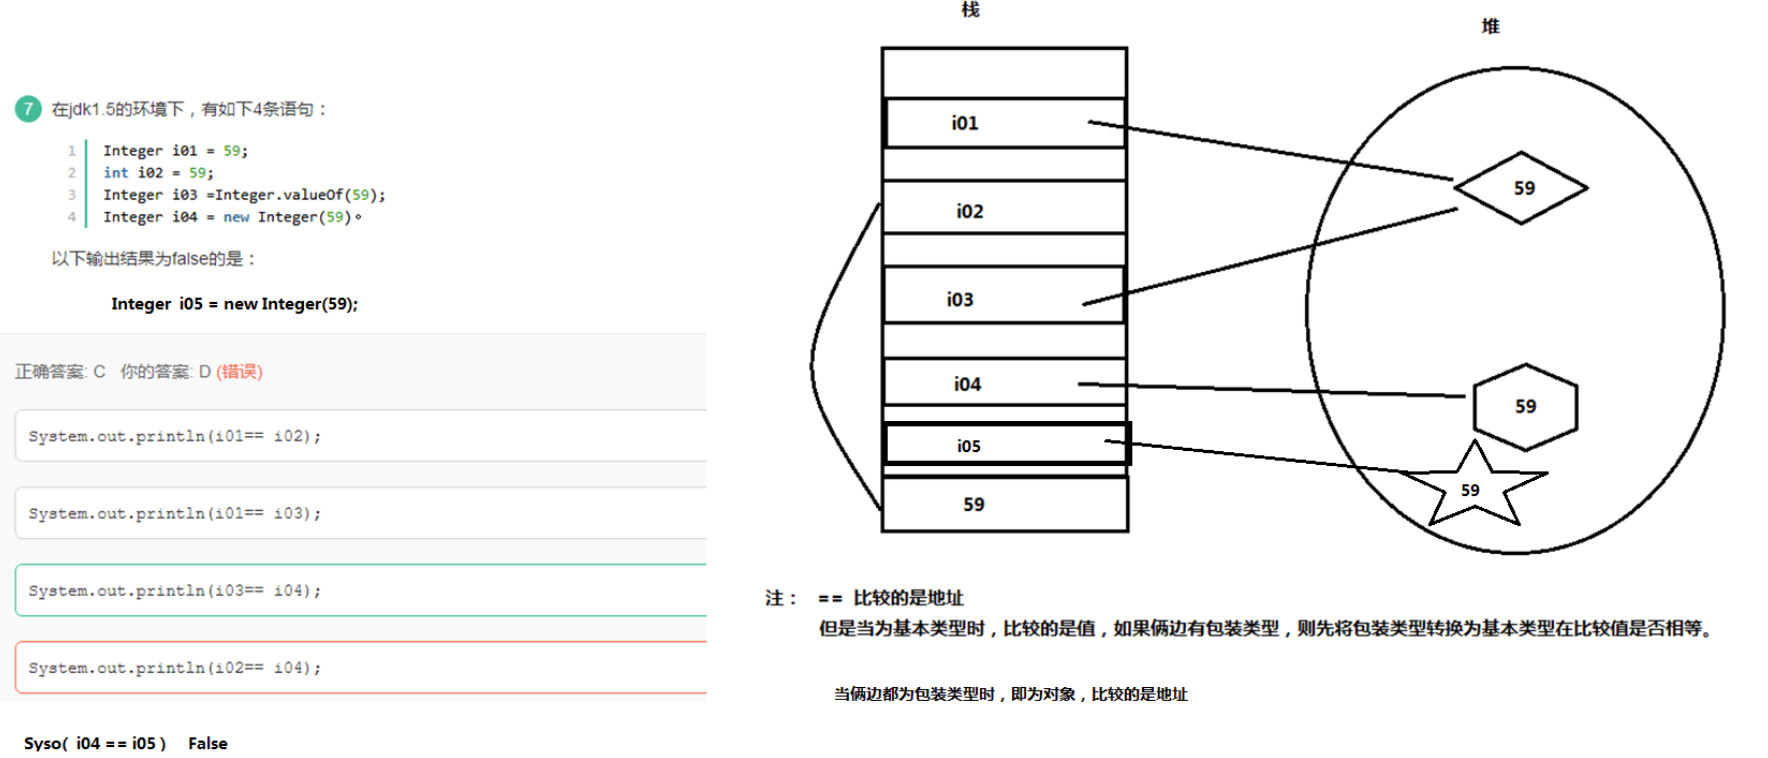 7 在jdk1.5的环境下，有如下4条语句：
1 Integer i01 = 59;
2 int i02 = 59;
3 Integer i03 =Integer.valueOf(59);
4 Integer i04 = new Integer(59)。
以下输出结果为false的是：
Integer i05 = new Integer(59);
正确答案: C 你的答案: D (错误)
System.out.println(i01== i02);
System.out.println(i01== i03);
System.out.println(i03== i04);
System.out.println(i02== i04);
Syso( i04 == i05 ) False
栈
i01
i02
i03
i04
i05
59
堆
59
59
59
注： == 比较的是地址
但是当为基本类型时，比较的是值，如果俩边有包装类型，则先将包装类型转换为基本类型在比较值是否相等。
当俩边都为包装类型时，即为对象，比较的是地址